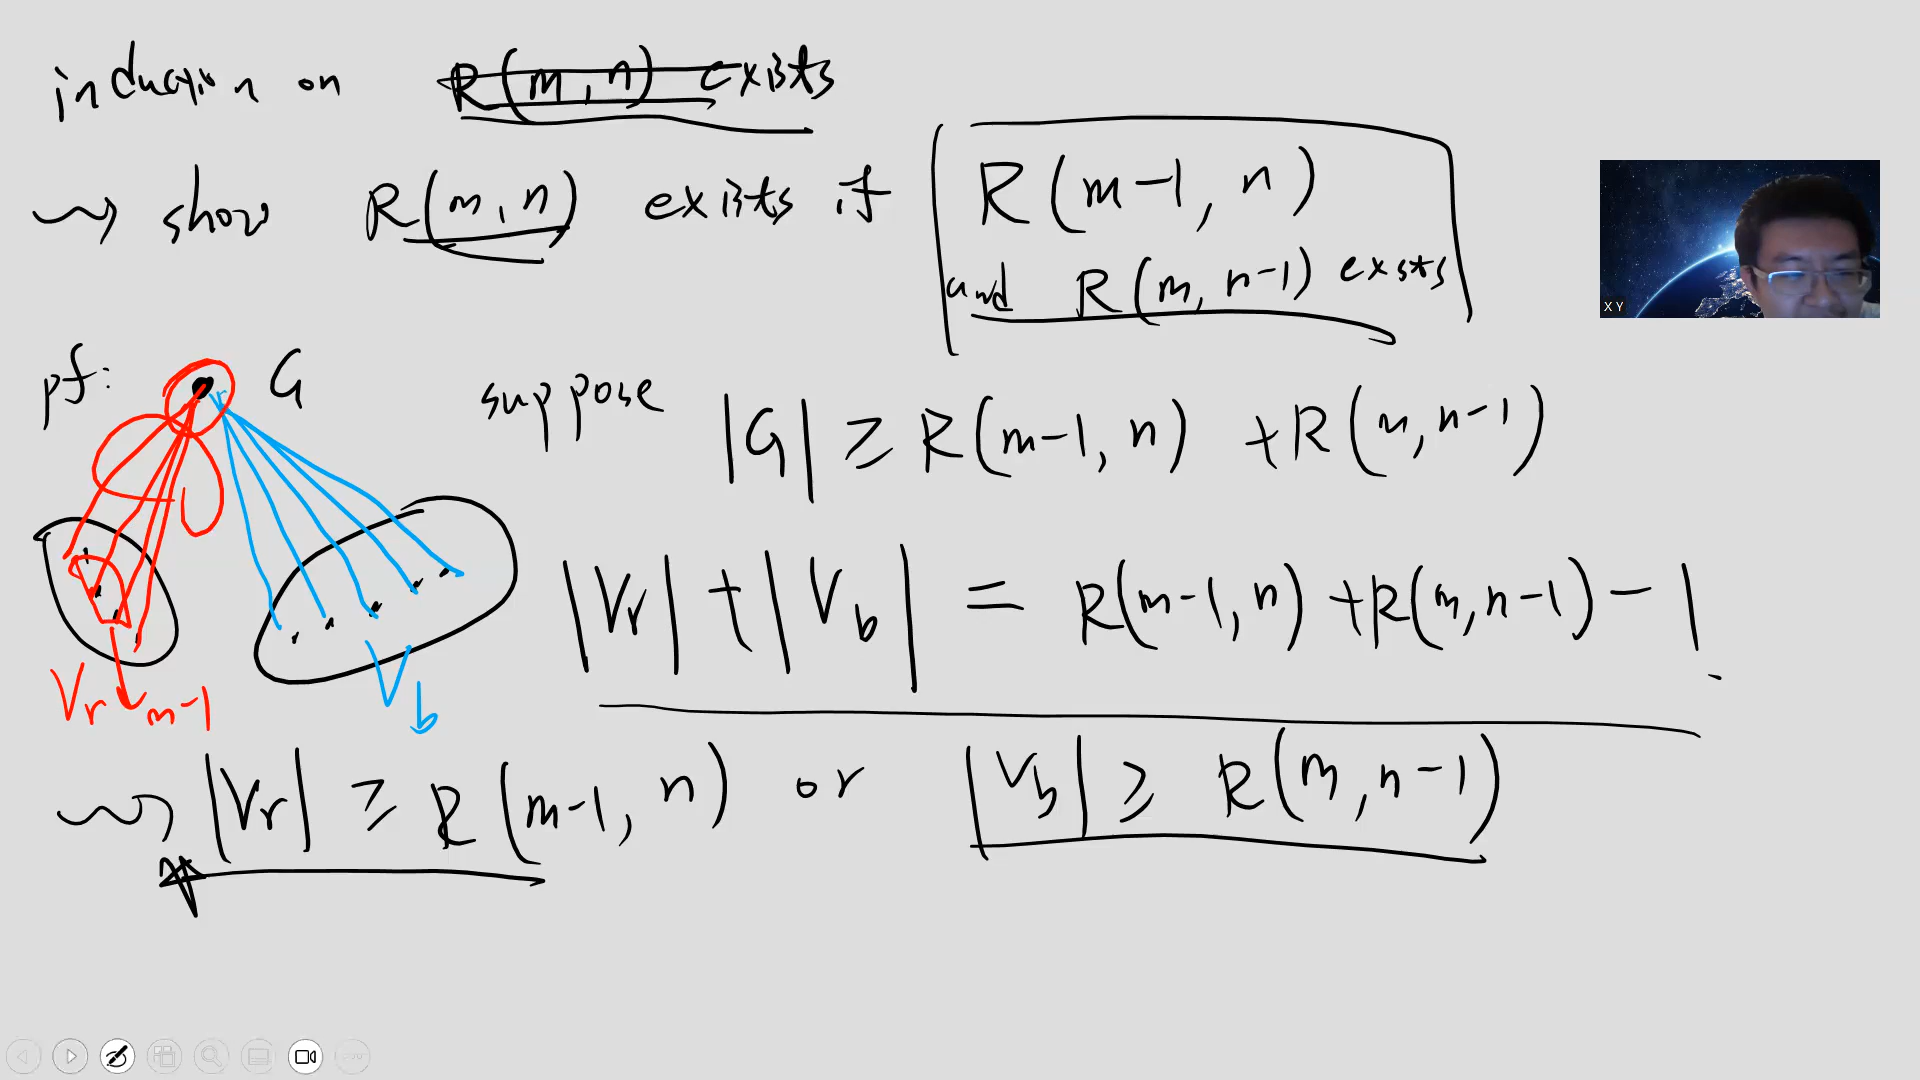 induction on R(m, n) exists
⇝ show R(m, n) exists if R(m-1, n)
and R(m, n-1) exists
pf: G suppose |G| ≥ R(m-1, n) + R(m, n-1)
|Vr| + |Vb| = R(m-1, n) + R(m, n-1) - 1.
Vr m-1 Vb
⇝ |Vr| ≥ R(m-1, n) or |Vb| ≥ R(m, n-1)
X Y